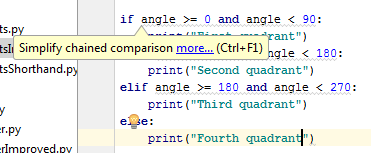 if angle >= 0 and angle < 90:
ts.py
Simplify chained comparison more... (Ctrl+F1)
< 180:
tsShorthand.py
print("Second quadrant")
elif angle >= 180 and angle < 270:
print("Third quadrant")
else:
er.py
print("Fourth quadrant")
erImproved.py